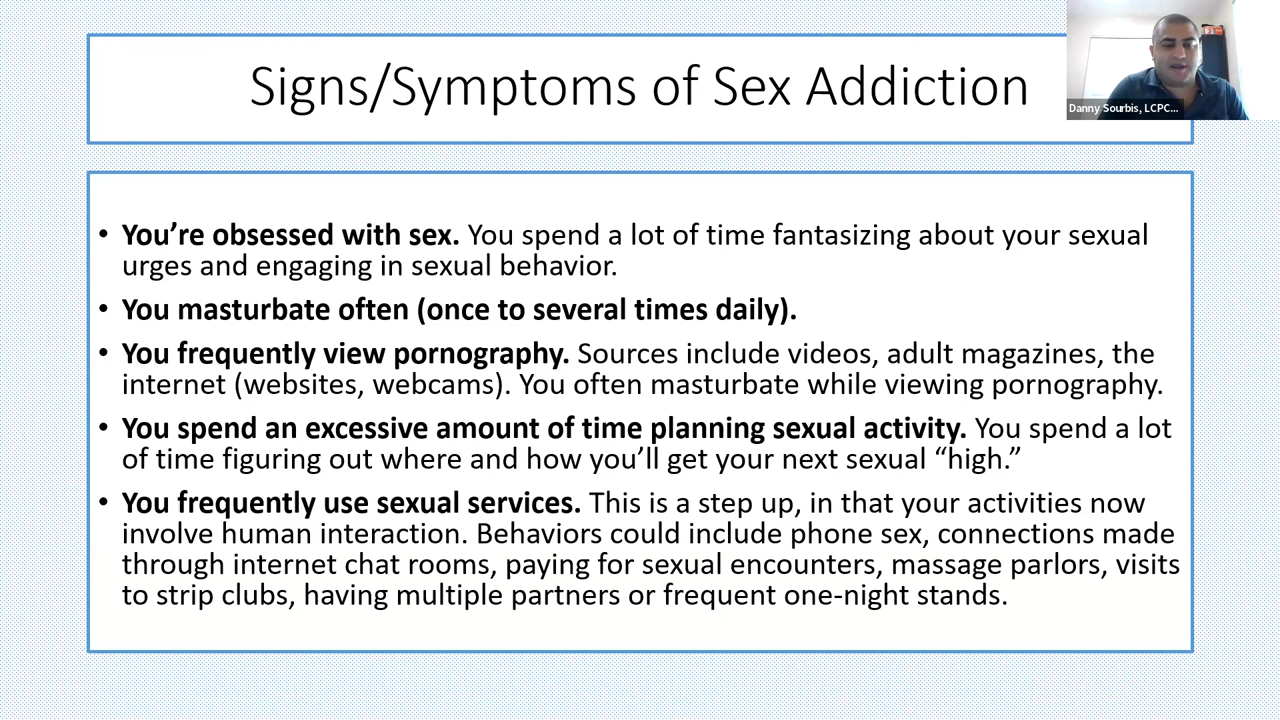 Signs/Symptoms of Sex Addiction
Danny Sourbis, LCPC...
• You’re obsessed with sex. You spend a lot of time fantasizing about your sexual
urges and engaging in sexual behavior.
• You masturbate often (once to several times daily).
• You frequently view pornography. Sources include videos, adult magazines, the
internet (websites, webcams). You often masturbate while viewing pornography.
• You spend an excessive amount of time planning sexual activity. You spend a lot
of time figuring out where and how you’ll get your next sexual “high.”
• You frequently use sexual services. This is a step up, in that your activities now
involve human interaction. Behaviors could include phone sex, connections made
through internet chat rooms, paying for sexual encounters, massage parlors, visits
to strip clubs, having multiple partners or frequent one-night stands.